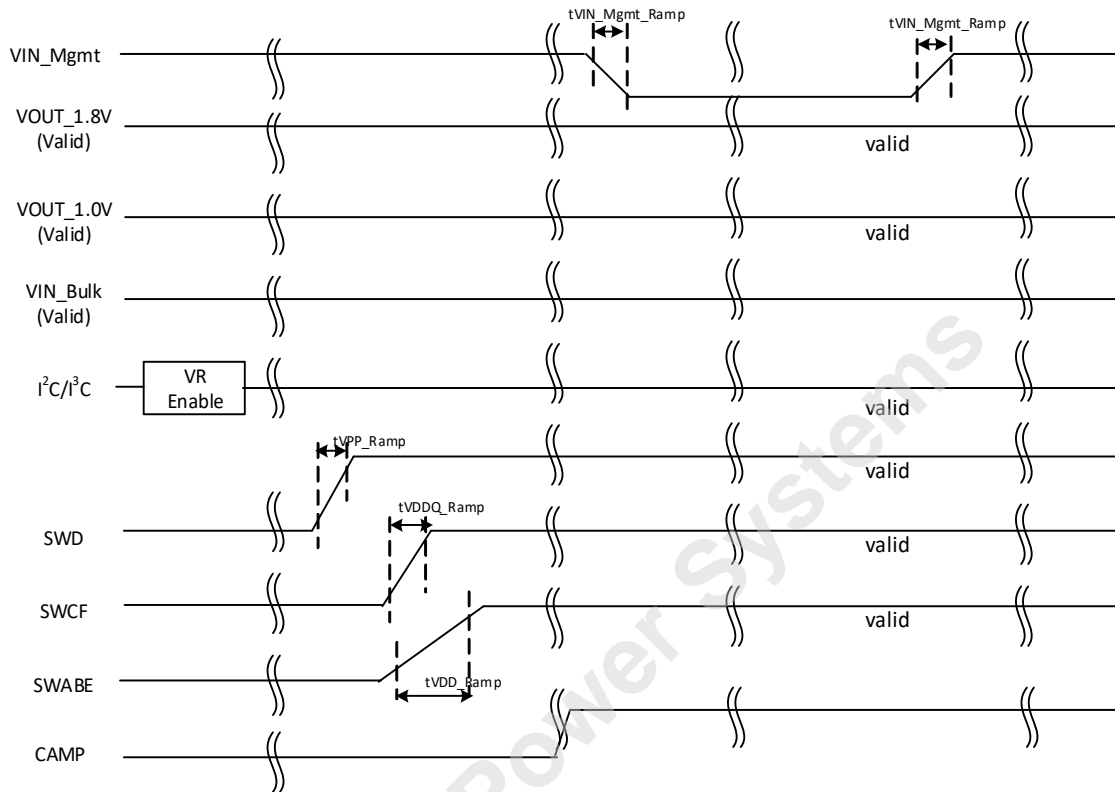 tVIN_Mgmt_Ramp
tVIN_Mgmt_Ramp
VIN_Mgmt
VOUT_1.8V
(Valid)
valid
VOUT_1.0V
(Valid)
valid
VIN_Bulk
(Valid)
I²C/I³C
VR
Enable
valid
tVPP_Ramp
valid
SWD
tVDDQ_Ramp
valid
SWCF
valid
SWABE
tVDD_Ramp
CAMP
Power Systems